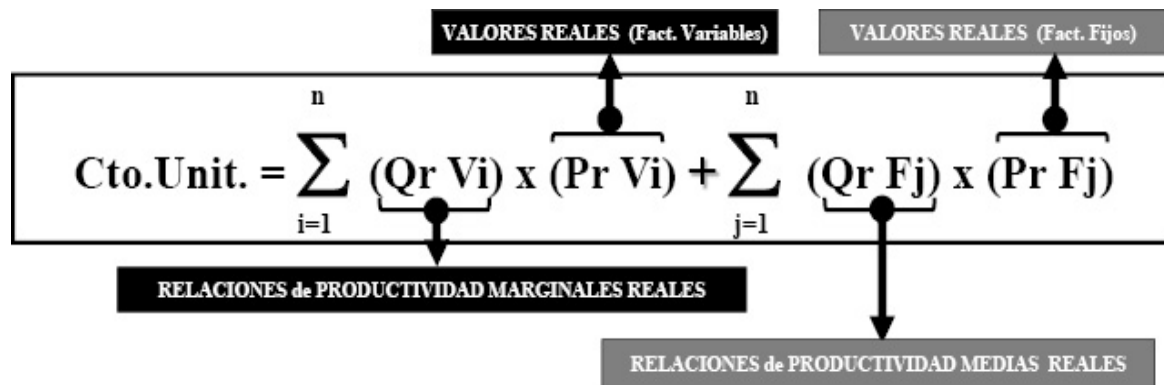 VALORES REALES (Fact. Variables)
VALORES REALES (Fact. Fijos)
n n
Cto.Unit. = ∑ (Qr Vi) x (Pr Vi) + ∑ (Qr Fj) x (Pr Fj)
i=1 j=1
RELACIONES de PRODUCTIVIDAD MARGINALES REALES
RELACIONES de PRODUCTIVIDAD MEDIAS REALES